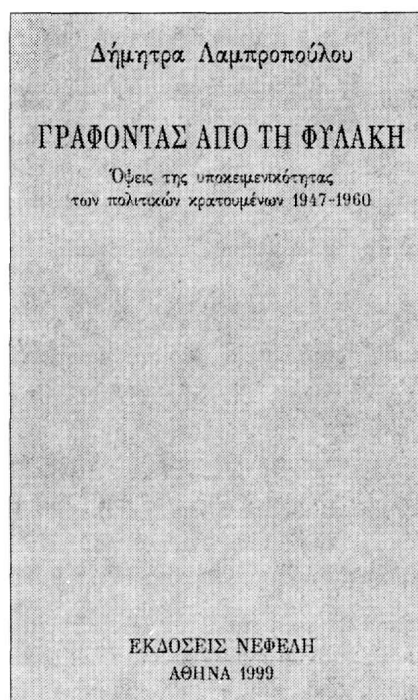 Δήμητρα Λαμπροπούλου
ΓΡΑΦΟΝΤΑΣ ΑΠΟ ΤΗ ΦΥΛΑΚΗ
Όψεις της υποκειμενικότητας
των πολιτικών κρατουμένων 1947-1960
ΕΚΔΟΣΕΙΣ ΝΕΦΕΛΗ
ΑΘΗΝΑ 1999